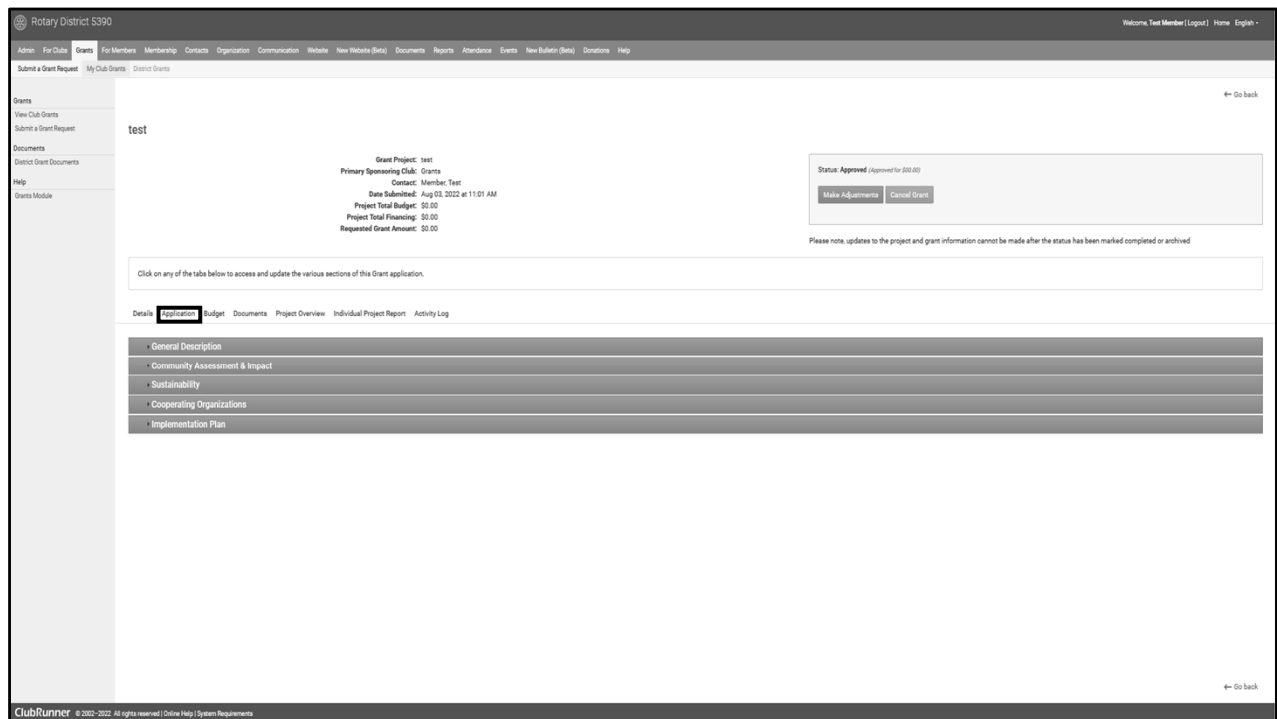 Rotary District 5390
Welcome, Test Member [ Logout ] Home English
Admin For Clubs Grants For Members Membership Contacts Organization Communication Website New Website (Beta) Documents Reports Attendance Events New Bulletin (Beta) Donations Help
Submit a Grant Request My Club Grants District Grants
← Go back
Grants
View Club Grants
Submit a Grant Request
Documents
District Grant Documents
Help
Grants Module
test
Grant Project: test
Primary Sponsoring Club: Grants
Contact: Member, Test
Date Submitted: Aug 03, 2022 at 11:01 AM
Project Total Budget: $0.00
Project Total Financing: $0.00
Requested Grant Amount: $0.00
Status: Approved (Approved for $00.00)
Make Adjustments Cancel Grant
Please note, updates to the project and grant information cannot be made after the status has been marked completed or archived
Click on any of the tabs below to access and update the various sections of this Grant application.
Details Application Budget Documents Project Overview Individual Project Report Activity Log
General Description
Community Assessment & Impact
Sustainability
Cooperating Organizations
Implementation Plan
← Go back
ClubRunner © 2002–2022 All rights reserved | Online Help | System Requirements